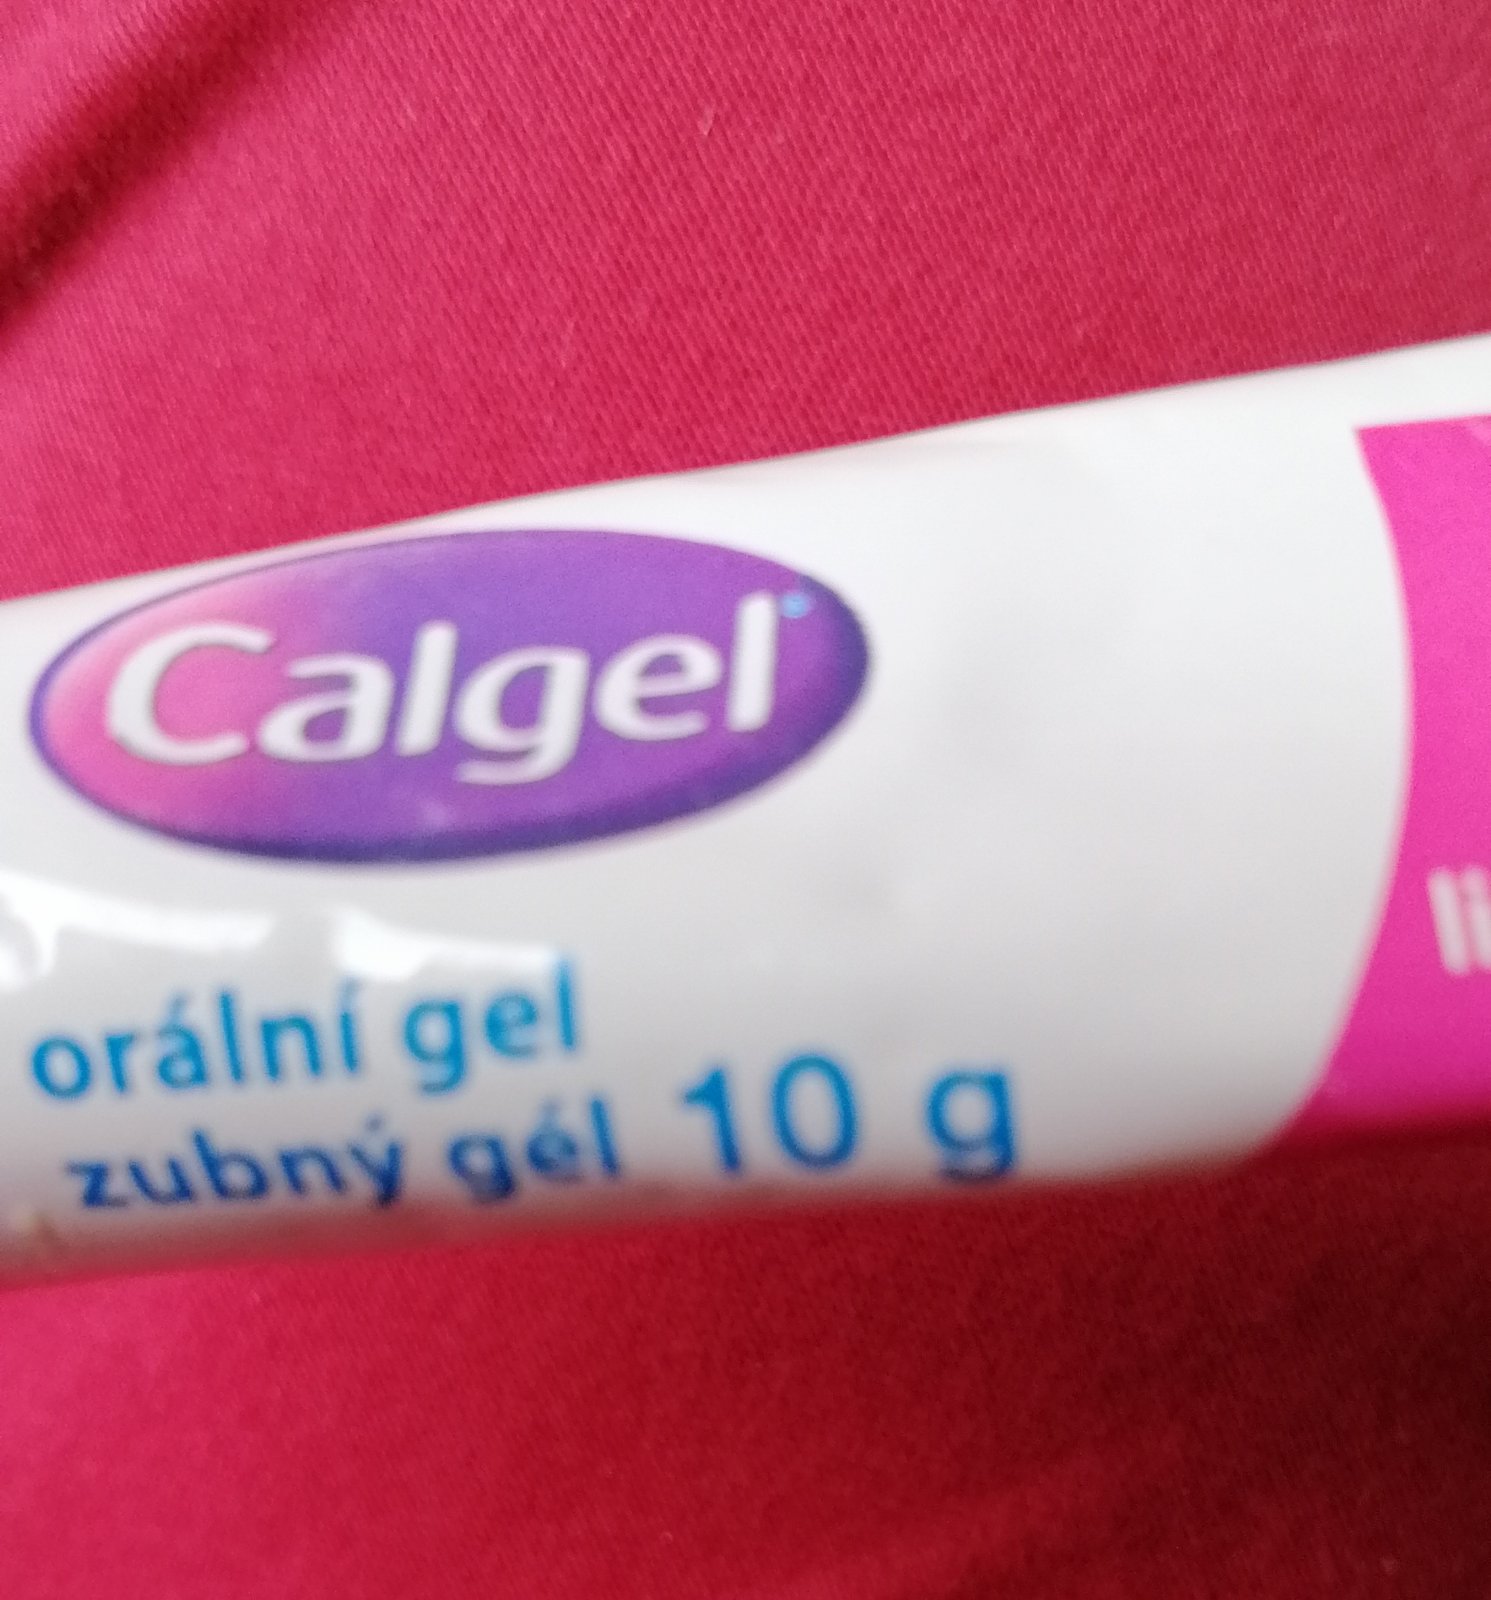 Calgel
orální gel
zubný gél 10 g